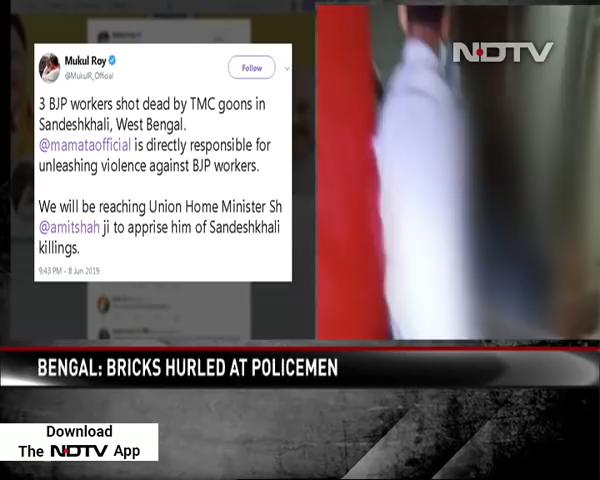 NDTV
Mukul Roy
@MukulR_Official
Follow
3 BJP workers shot dead by TMC goons in
Sandeshkhali, West Bengal.
@mamataofficial is directly responsible for
unleashing violence against BJP workers.
We will be reaching Union Home Minister Sh
@amitshah ji to apprise him of Sandeshkhali
killings.
9:43 PM - 8 Jun 2019
BENGAL: BRICKS HURLED AT POLICEMEN
Download
The NDTV App